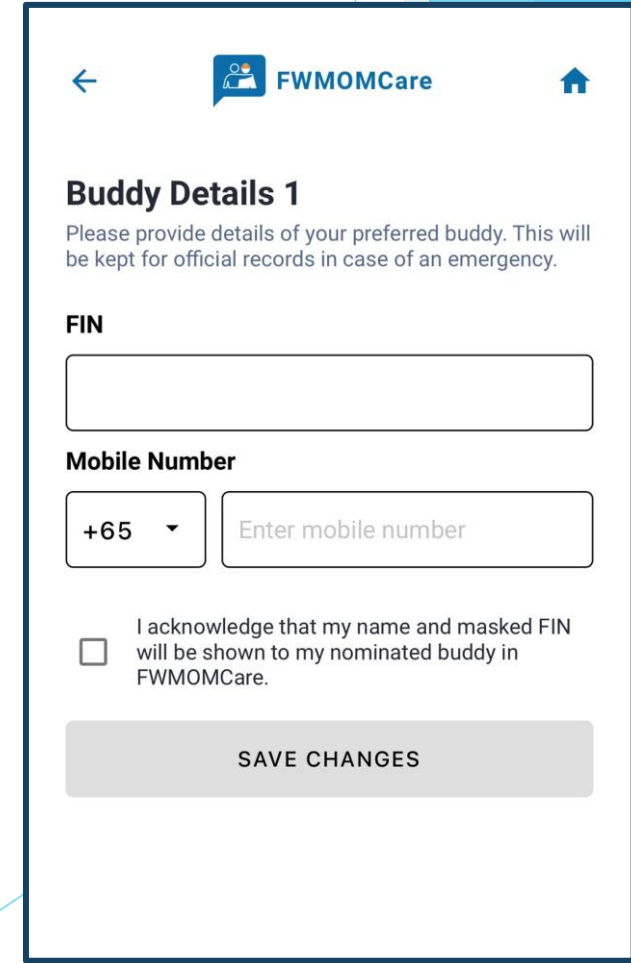 FWMOMCare
Buddy Details 1
Please provide details of your preferred buddy. This will
be kept for official records in case of an emergency.
FIN
Mobile Number
+65
Enter mobile number
I acknowledge that my name and masked FIN
will be shown to my nominated buddy in
FWMOMCare.
SAVE CHANGES